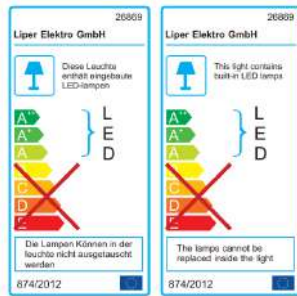 26869
Liper Elektro GmbH
Diese Leuchte
enthält eingebaute
LED-lampen
A++
A+
A
C
D
E
L
E
D
Die Lampen Können in der
leuchte nicht ausgetauscht
werden
874/2012
26869
Liper Elektro GmbH
This light contains
built-in LED lamps
A++
A+
A
C
D
E
L
E
D
The lamps cannot be
replaced inside the light
874/2012